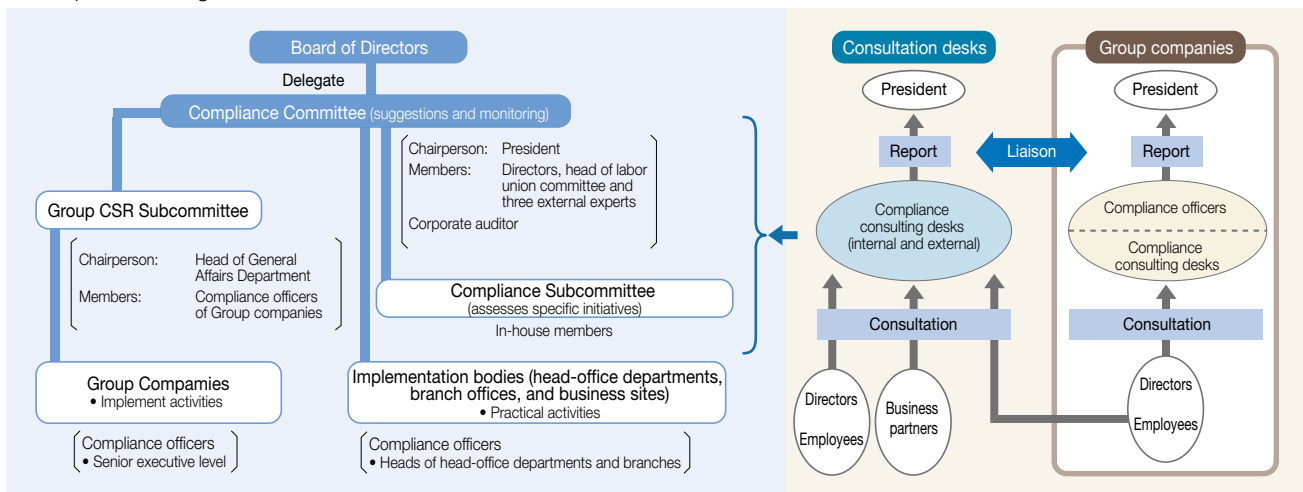 Board of Directors
Delegate
Compliance Committee (suggestions and monitoring)
Chairperson: President
Members: Directors, head of labor
union committee and
three external experts
Corporate auditor
Group CSR Subcommittee
Chairperson: Head of General
Affairs Department
Members: Compliance officers
of Group companies
Compliance Subcommittee
(assesses specific initiatives)
In-house members
Group Compamies
• Implement activities
Compliance officers
• Senior executive level
Implementation bodies (head-office departments,
branch offices, and business sites)
• Practical activities
Compliance officers
• Heads of head-office departments and branches
Consultation desks
President
Report
Compliance
consulting desks
(internal and external)
Consultation
Directors
Employees
Business
partners
Liaison
Group companies
President
Report
Compliance officers
Compliance
consulting desks
Consultation
Directors
Employees